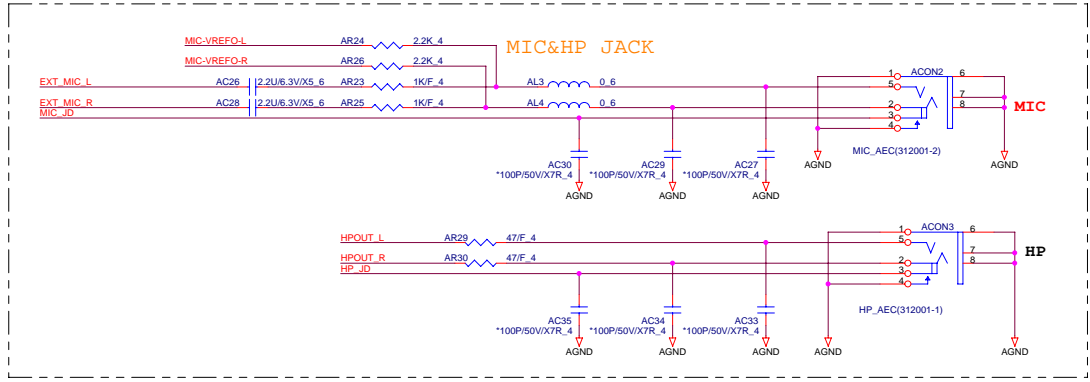 MIC&HP JACK
MIC-VREFO-L AR24 2.2K_4
MIC-VREFO-R AR26 2.2K_4
EXT_MIC_L AC26 2.2U/6.3V/X5_6 AR23 1K/F_4 AL3 0_6
EXT_MIC_R AC28 2.2U/6.3V/X5_6 AR25 1K/F_4 AL4 0_6
MIC_JD
1 ACON2 6
5
7
2 8 MIC
3
4
MIC_AEC(312001-2)
AC30 AC29 AC27
*100P/50V/X7R_4 *100P/50V/X7R_4 *100P/50V/X7R_4
AGND AGND
AGND AGND AGND
HPOUT_L AR29 47/F_4
HPOUT_R AR30 47/F_4
HP_JD
1 ACON3 6
5
7 HP
2 8
3
4
HP_AEC(312001-1)
AC35 AC34 AC33
*100P/50V/X7R_4 *100P/50V/X7R_4 *100P/50V/X7R_4
AGND AGND AGND AGND AGND